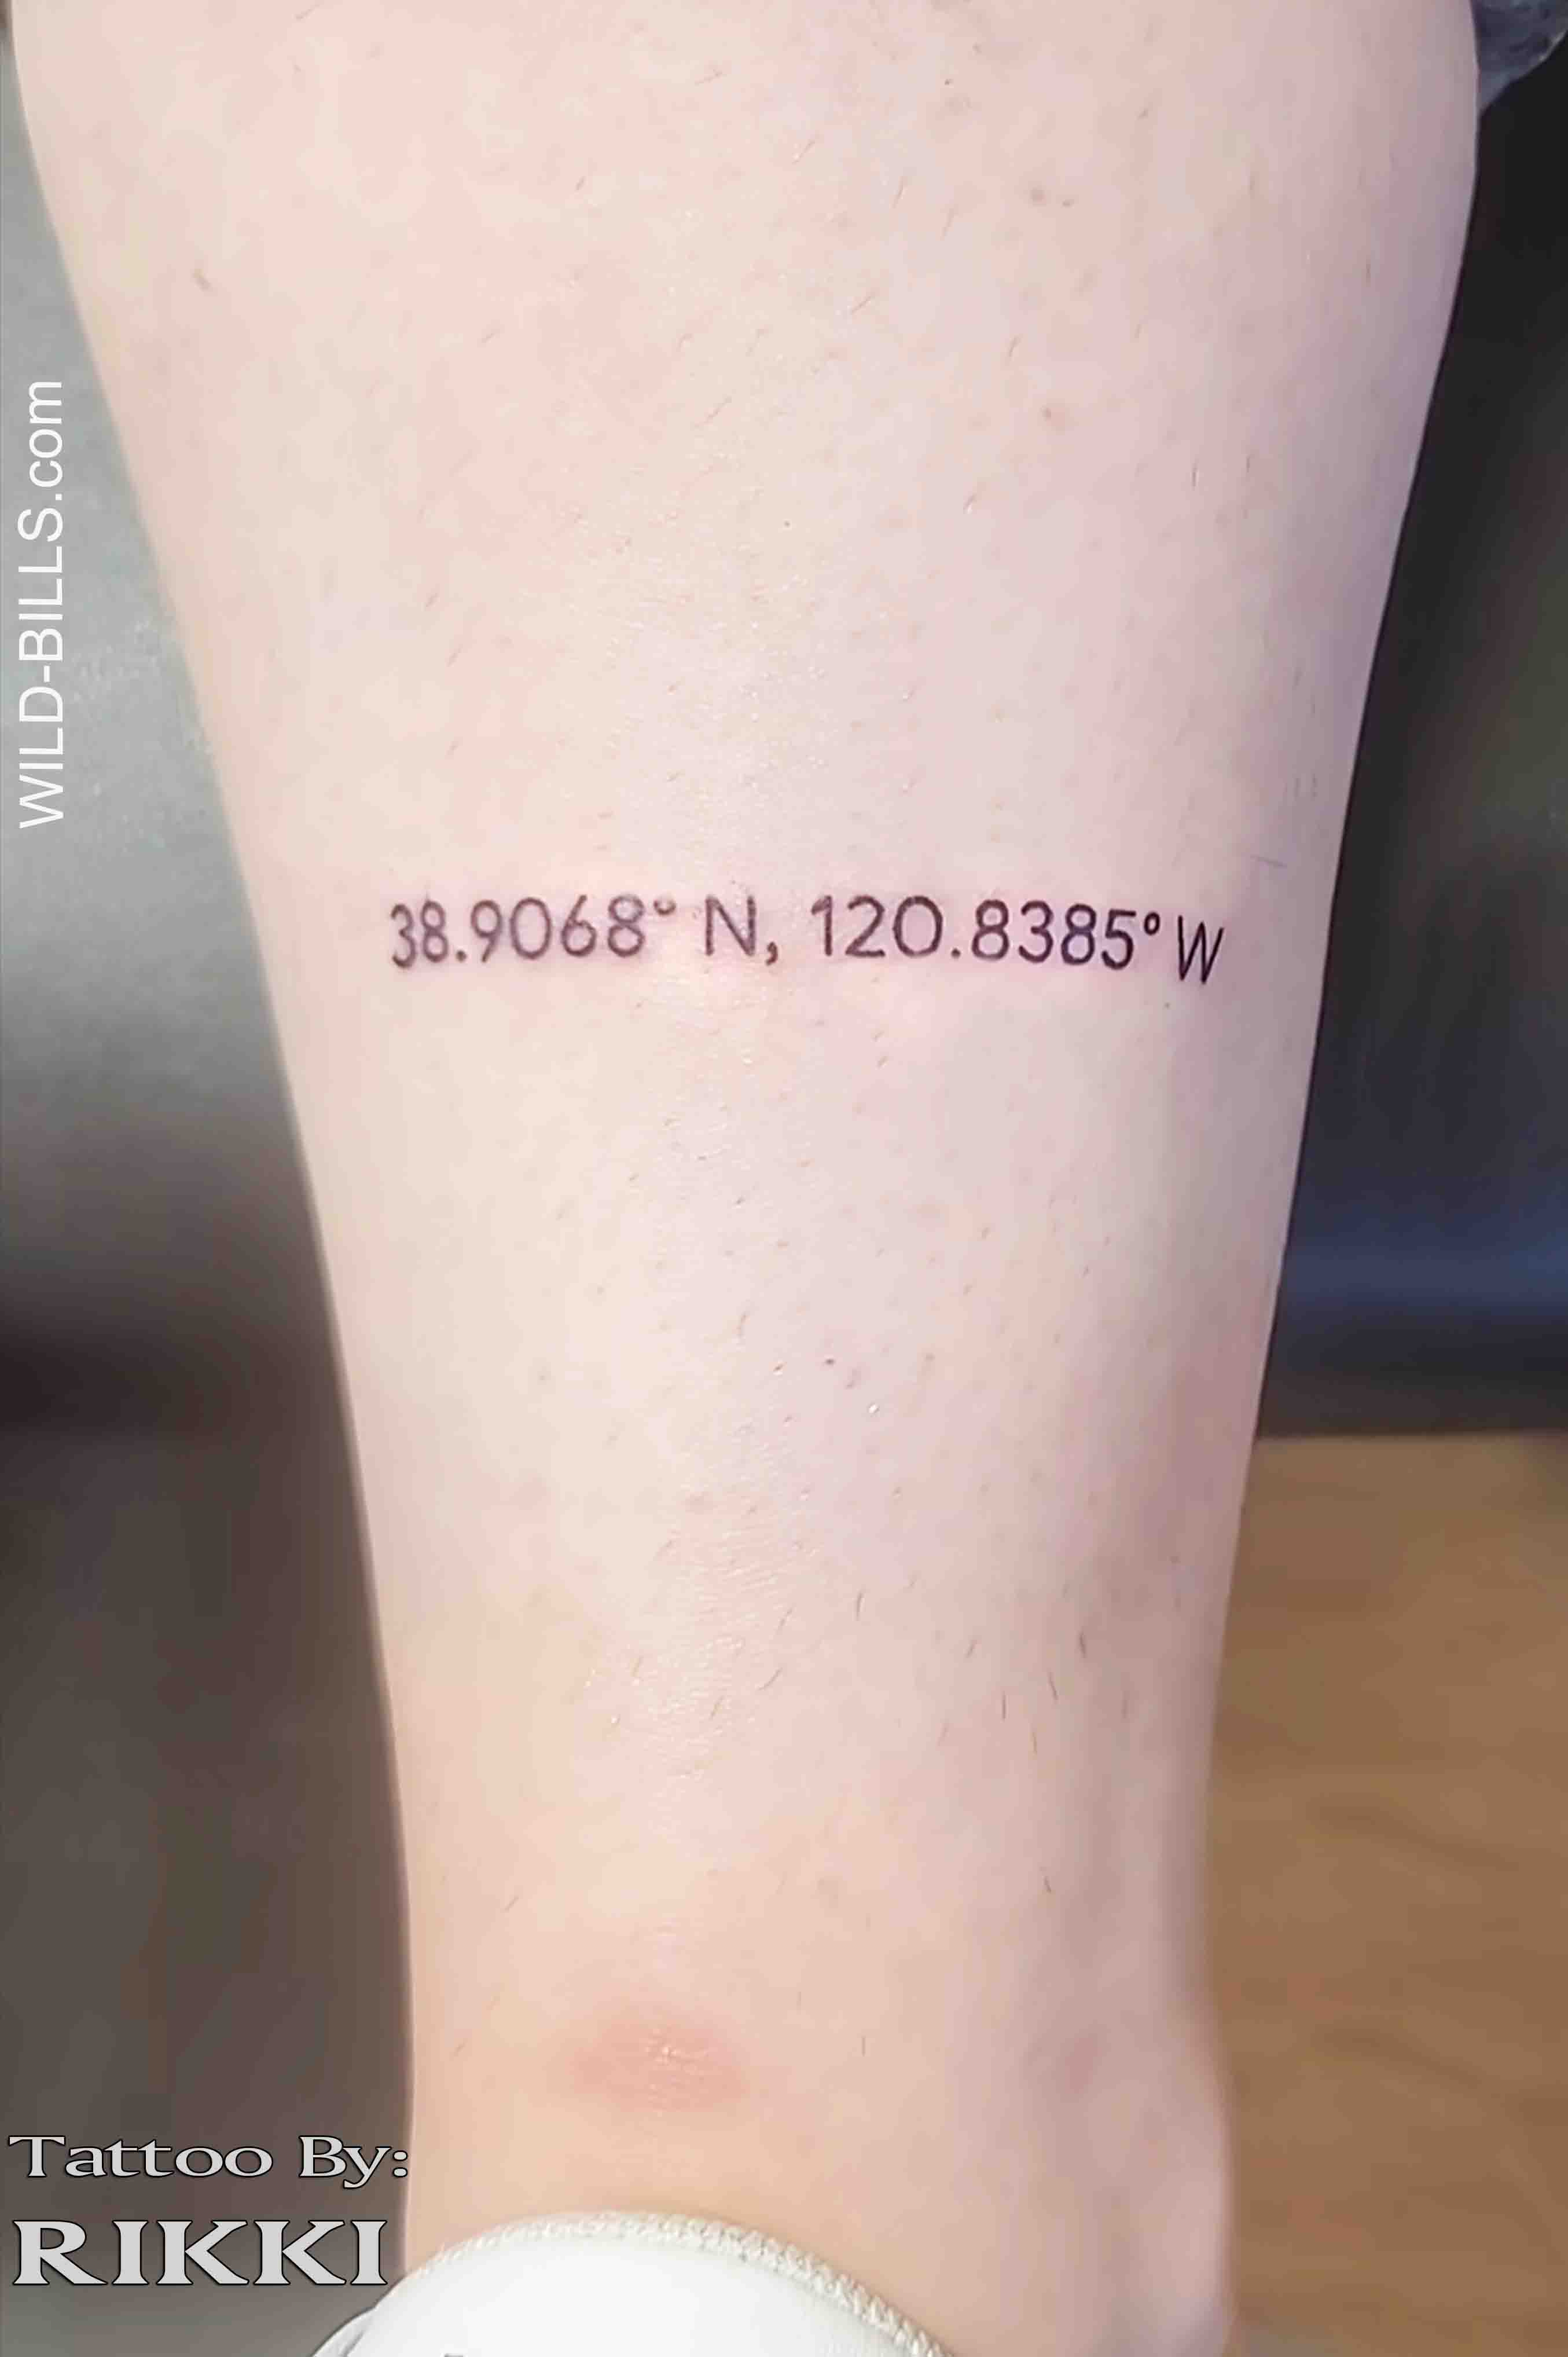 WILD-BILLS.com
38.9068° N, 120.8385° W
Tattoo By:
RIKKI